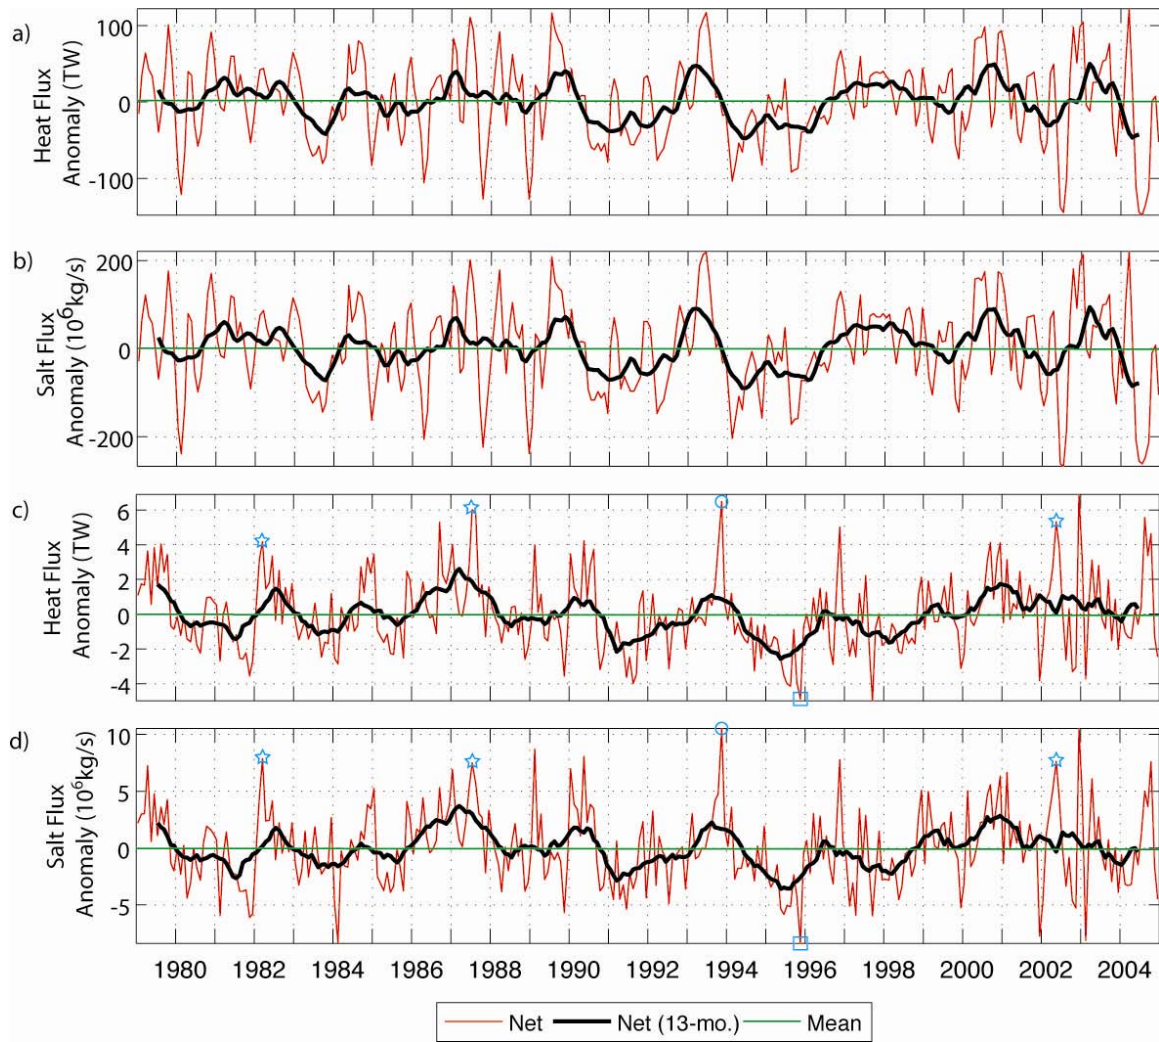 a)
Heat Flux
Anomaly (TW)
100
0
-100
b)
Salt Flux
Anomaly (10⁶kg/s)
200
0
-200
c)
Heat Flux
Anomaly (TW)
6
4
2
0
-2
-4
d)
Salt Flux
Anomaly (10⁶kg/s)
10
5
0
-5
1980 1982 1984 1986 1988 1990 1992 1994 1996 1998 2000 2002 2004
Net Net (13-mo.) Mean